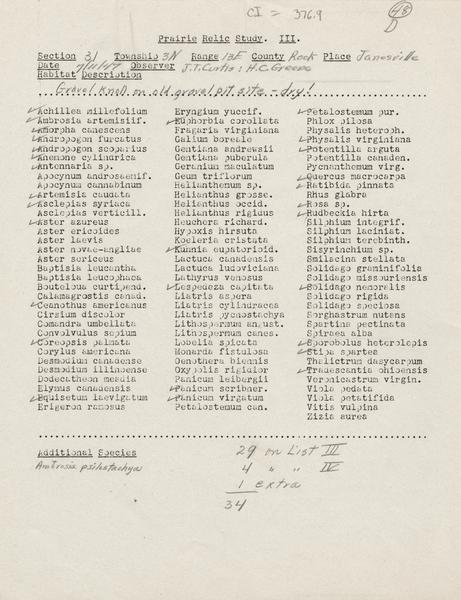 CI = 376.9
48
D
Prairie Relic Study. III.
Section 31 Township 3N Range 13E County Rock Place Janesville
Date 7/11/47 Observer J.T. Curtis: H.C. Greene
Habitat Description
Gravel knoll on old gravel pit site - dry!
Achillea millefolium
Ambrosia artemisiif.
Amorpha canescens
Andropogon furcatus
Andropogon scoparius
Anemone cylindrica
Antennaria sp.
Apocynum androsaemif.
Apocynum cannabinum
Artemisia caudata
Asclepias syriaca
Asclepias verticill.
Aster azureus
Aster ericoides
Aster laevis
Aster novae-angliae
Aster sericeus
Baptisia leucantha
Baptisia leucophaea
Bouteloua curtipend.
Calamagrostis canad.
Ceanothus americanus
Cirsium discolor
Comandra umbellata
Convolvulus sepium
Coreopsis palmata
Corylus americana
Desmodium canadense
Desmodium illinoense
Dodecatheon meadia
Elymus canadensis
Equisetum laevigatum
Erigeron ramosus
Eryngium yuccif.
Euphorbia corollata
Fragaria virginiana
Galium boreale
Gentiana andrewsii
Gentiana puberula
Geranium maculatum
Geum triflorum
Helianthemum sp.
Helianthus grosse.
Helianthus occid.
Helianthus rigidus
Heuchera richard.
Hypoxis hirsuta
Koeleria cristata
Kuhnia eupatorioid.
Lactuca canadensis
Lactuca ludoviciana
Lathyrus venosus
Lespedeza capitata
Liatris aspera
Liatris cylindracea
Liatris pycnostachya
Lithospermum angust.
Lithospermum canes.
Lobelia spicata
Monarda fistulosa
Oenothera biennis
Oxypolis rigidior
Panicum leibergii
Panicum scribner.
Panicum virgatum
Petalostemum can.
Petalostemum pur.
Phlox pilosa
Physalis heteroph.
Physalis virginiana
Potentilla arguta
Potentilla canaden.
Pycnanthemum virg.
Quercus macrocarpa
Ratibida pinnata
Rhus glabra
Rosa sp.
Rudbeckia hirta
Silphium integrif.
Silphium laciniat.
Silphium terebinth.
Sisyrinchium sp.
Smilacina stellata
Solidago graminifolia
Solidago missouriensis
Solidago nemoralis
Solidago rigida
Solidago speciosa
Sorghastrum nutans
Spartina pectinata
Spiraea alba
Sporobolus heterolepis
Stipa spartea
Thalictrum dasycarpum
Tradescantia ohioensis
Veronicastrum virgin.
Viola pedata
Viola pedatifida
Vitis vulpina
Zizia aurea
Additional Species
Ambrosia psilostachya
29 on List III
4 " " IV
1 extra
34